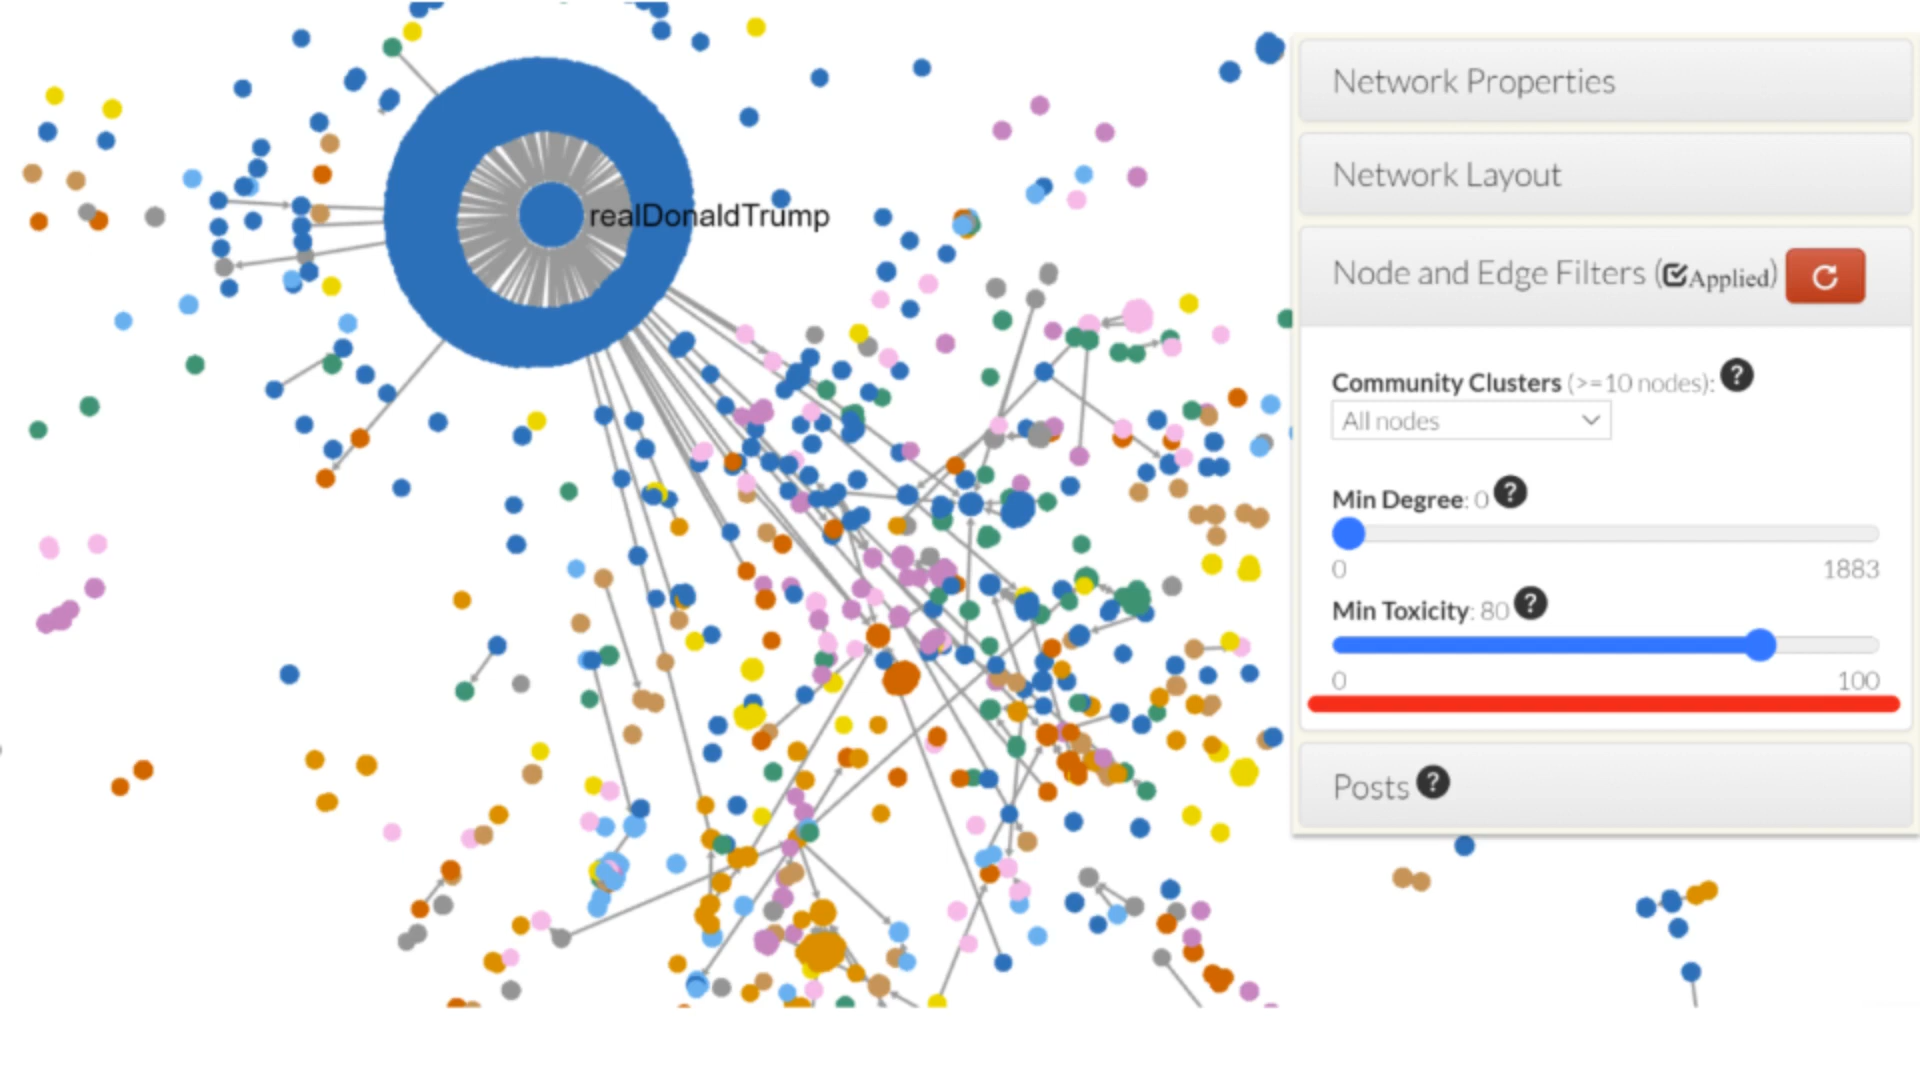 realDonaldTrump
Network Properties
Network Layout
Node and Edge Filters (Applied)
Community Clusters (>=10 nodes): ?
All nodes
Min Degree: 0 ?
0 1883
Min Toxicity: 80 ?
0 100
Posts ?